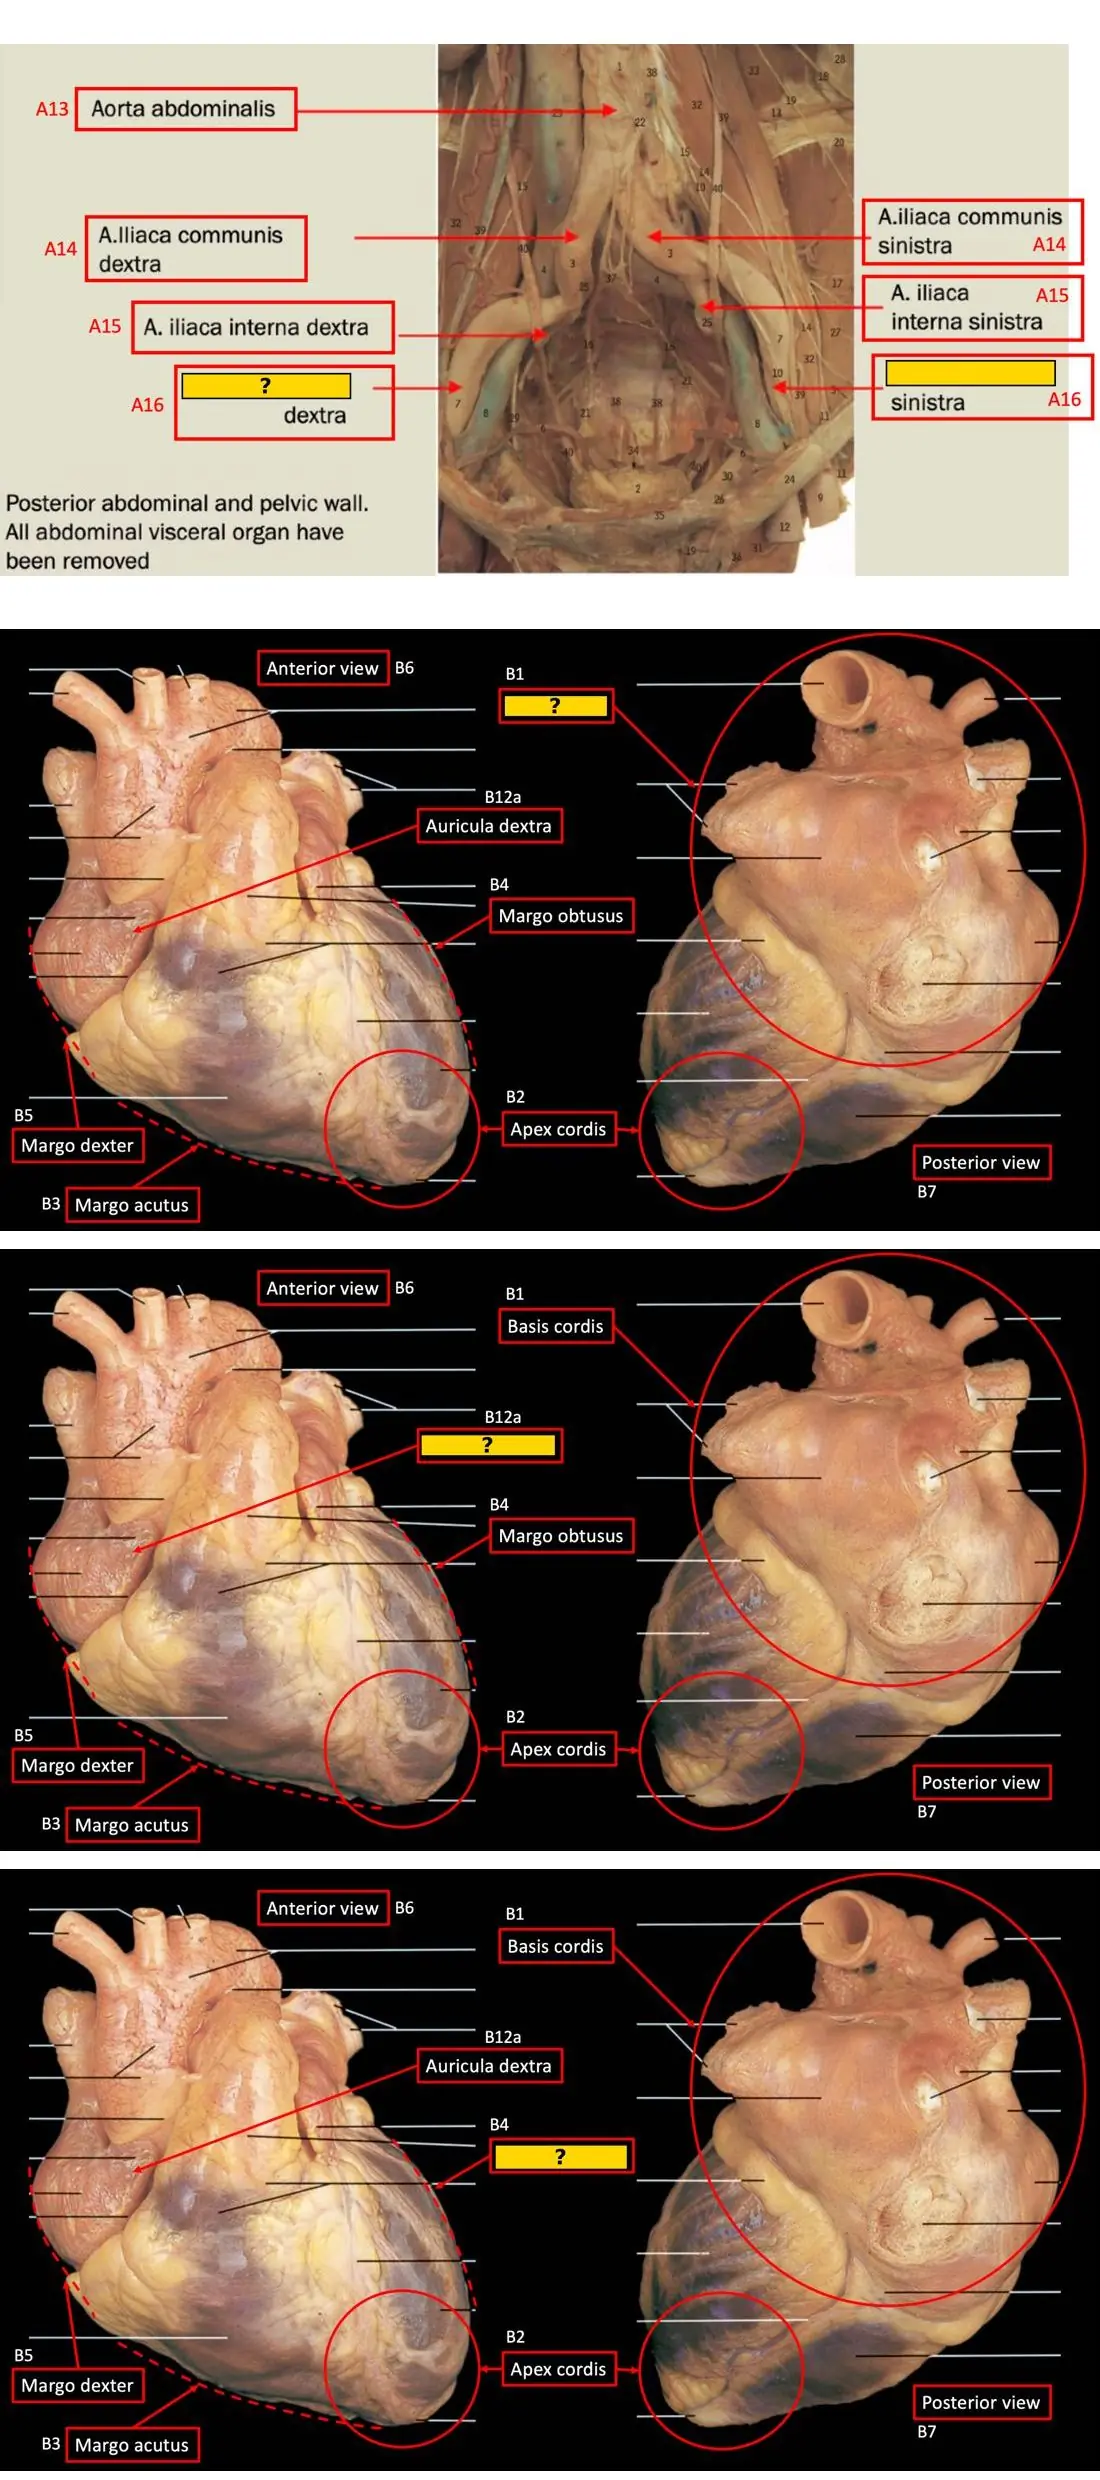 A13 Aorta abdominalis
A14 A.Iliaca communis
dextra
A.iliaca communis
sinistra A14
A15 A. iliaca interna dextra
A. iliaca A15
interna sinistra
A16 ?
dextra
sinistra A16
Posterior abdominal and pelvic wall.
All abdominal visceral organ have
been removed
Anterior view B6
B1
?
B12a
Auricula dextra
B4
Margo obtusus
B2
Apex cordis
B5
Margo dexter
B3 Margo acutus
Posterior view
B7
Anterior view B6
B1
Basis cordis
B12a
?
B4
Margo obtusus
B2
Apex cordis
B5
Margo dexter
B3 Margo acutus
Posterior view
B7
Anterior view B6
B1
Basis cordis
B12a
Auricula dextra
B4
?
B2
Apex cordis
B5
Margo dexter
B3 Margo acutus
Posterior view
B7